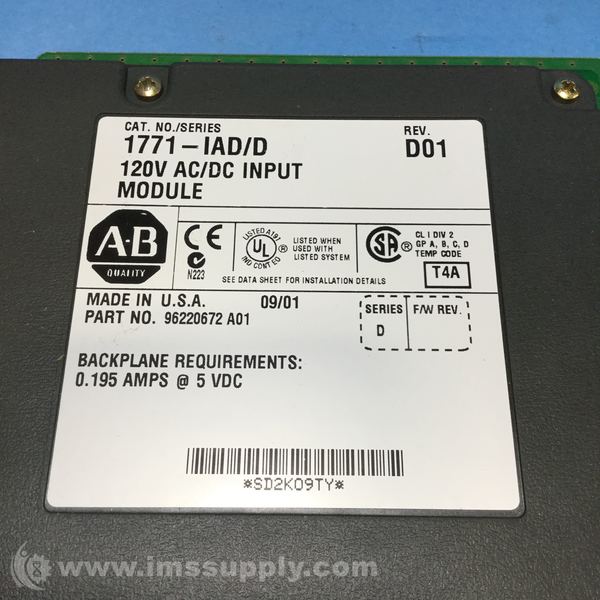 CAT. NO./SERIES
1771-IAD/D
120V AC/DC INPUT
MODULE
REV.
D01
A-B
QUALITY
CE
N223
LISTED A197
UL
IND CONT EQ
LISTED WHEN
USED WITH
LISTED SYSTEM
SA
CL I DIV 2
GP A, B, C, D
TEMP CODE
T4A
SEE DATA SHEET FOR INSTALLATION DETAILS
MADE IN U.S.A. 09/01
PART NO. 96220672 A01
SERIES
D
F/W REV.
BACKPLANE REQUIREMENTS:
0.195 AMPS @ 5 VDC
*SD2K09TY*
www.imssupply.com